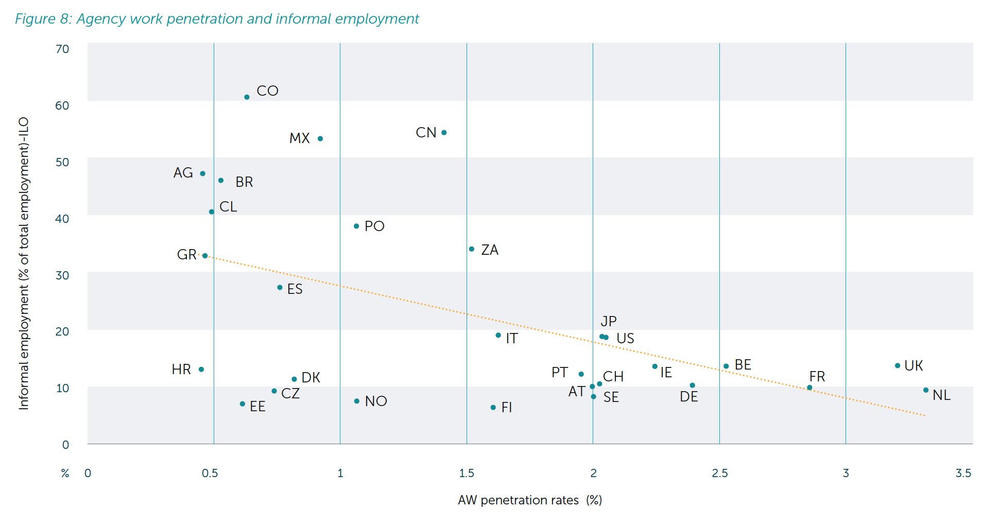 Figure 8: Agency work penetration and informal employment
70
60
50
40
30
20
10
0
Informal employment (% of total employment)-ILO
CO
MX
CN
AG
BR
CL
PO
GR
ZA
ES
JP
IT
US
HR
DK
PT
CH
IE
BE
FR
UK
CZ
AT
SE
DE
NL
EE
NO
FI
% 0 0.5 1 1.5 2 2.5 3 3.5
AW penetration rates (%)